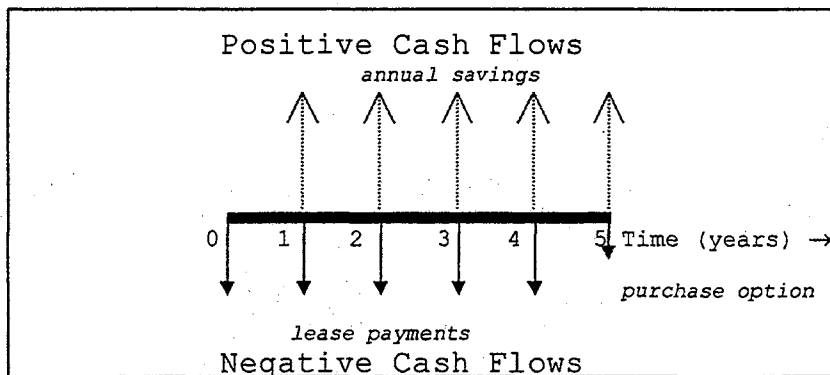 Positive Cash Flows
annual savings
0 1 2 3 4 5 Time (years) →
purchase option
lease payments
Negative Cash Flows